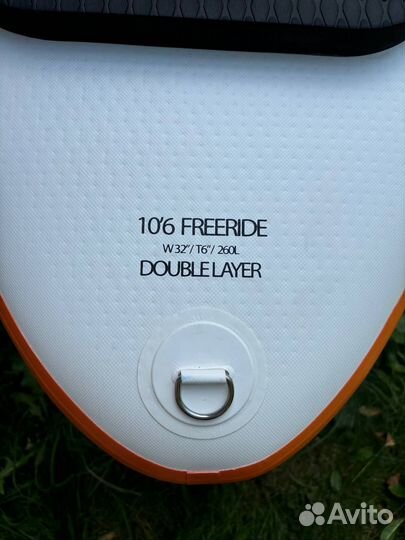 10'6 FREERIDE
W 32"/ T6"/ 260L
DOUBLE LAYER
Avito